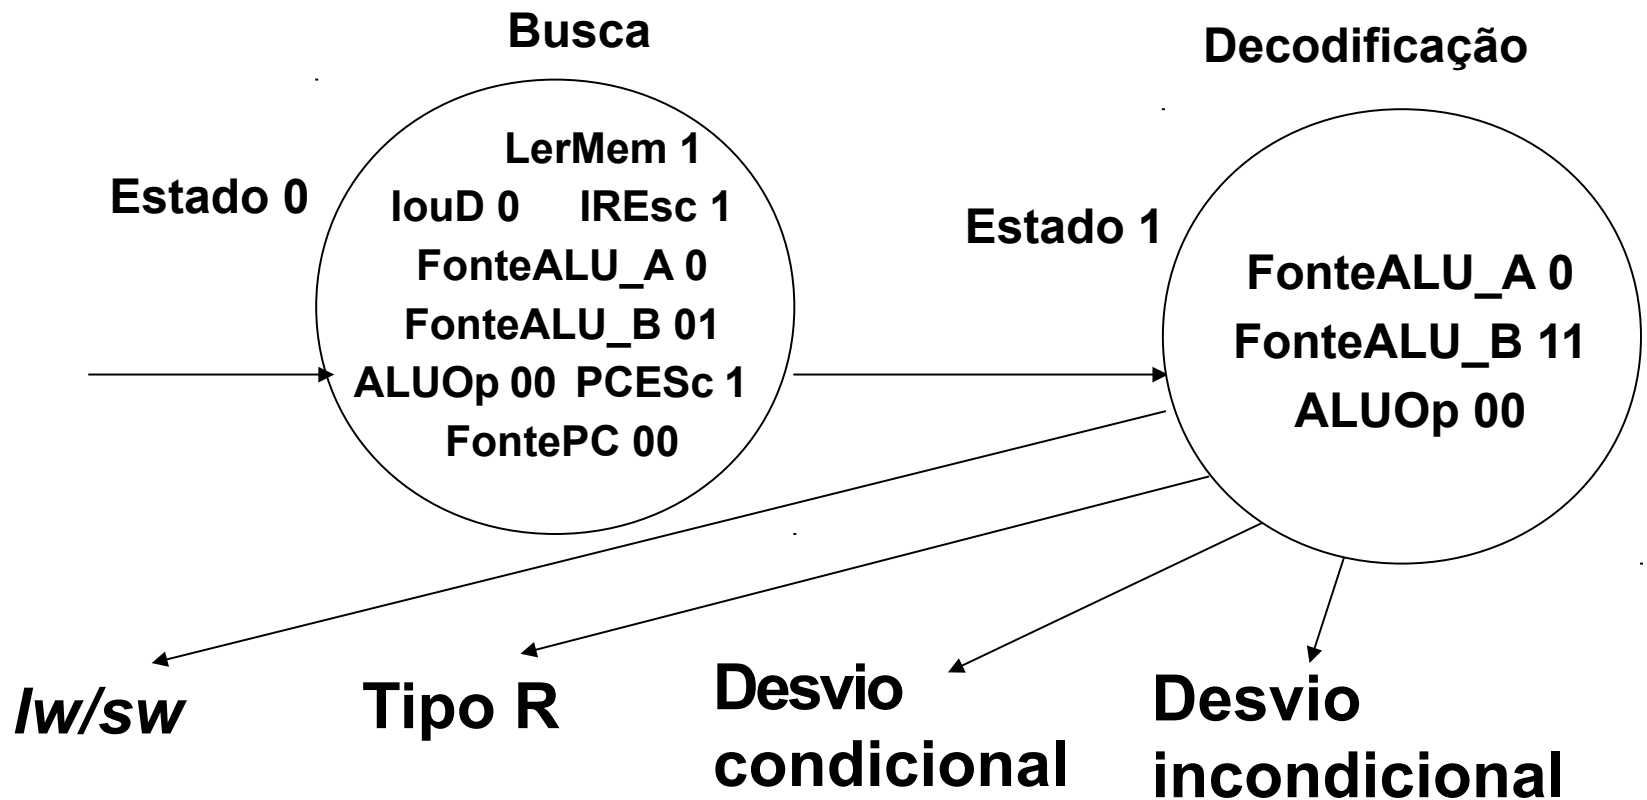 Busca
Decodificação
Estado 0
LerMem 1
IouD 0 IREsc 1
FonteALU_A 0
FonteALU_B 01
ALUOp 00 PCESc 1
FontePC 00
Estado 1
FonteALU_A 0
FonteALU_B 11
ALUOp 00
lw/sw
Tipo R
Desvio
condicional
Desvio
incondicional